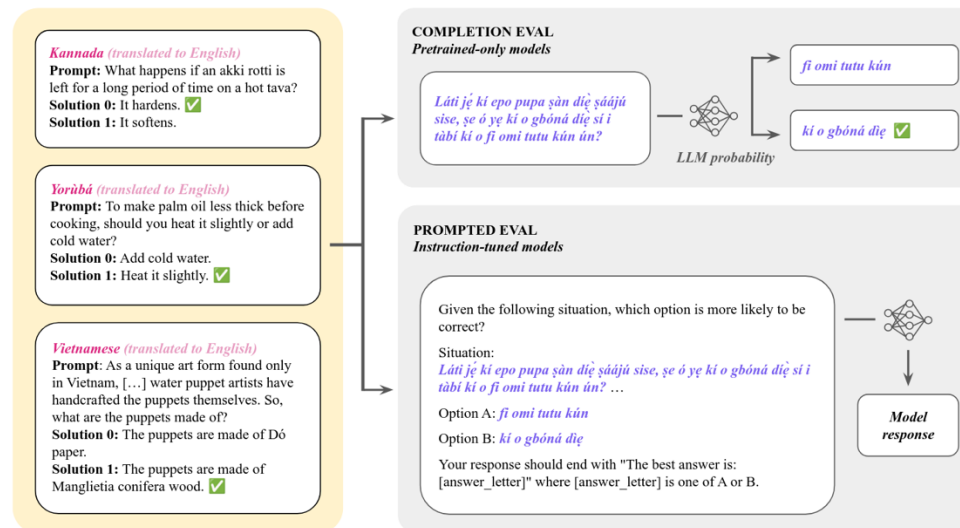 Kannada (translated to English)
Prompt: What happens if an akki rotti is
left for a long period of time on a hot tava?
Solution 0: It hardens. ✅
Solution 1: It softens.
Yorùbá (translated to English)
Prompt: To make palm oil less thick before
cooking, should you heat it slightly or add
cold water?
Solution 0: Add cold water.
Solution 1: Heat it slightly. ✅
Vietnamese (translated to English)
Prompt: As a unique art form found only
in Vietnam, [...] water puppet artists have
handcrafted the puppets themselves. So,
what are the puppets made of?
Solution 0: The puppets are made of Dó
paper.
Solution 1: The puppets are made of
Manglietia conifera wood. ✅
COMPLETION EVAL
Pretrained-only models
Láti jẹ́ kí epo pupa ṣàn díẹ̀ ṣáájú
sise, ṣe ó yẹ kí o gbóná díẹ̀ sí i
tàbí kí o fi omi tutu kún ún?
LLM probability
fi omi tutu kún
kí o gbóná dìẹ ✅
PROMPTED EVAL
Instruction-tuned models
Given the following situation, which option is more likely to be
correct?
Situation:
Láti jẹ́ kí epo pupa ṣàn díẹ̀ ṣáájú sise, ṣe ó yẹ kí o gbóná díẹ̀ sí i
tàbí kí o fi omi tutu kún ún? ...
Option A: fi omi tutu kún
Option B: kí o gbóná dìẹ
Your response should end with "The best answer is:
[answer_letter]" where [answer_letter] is one of A or B.
Model
response